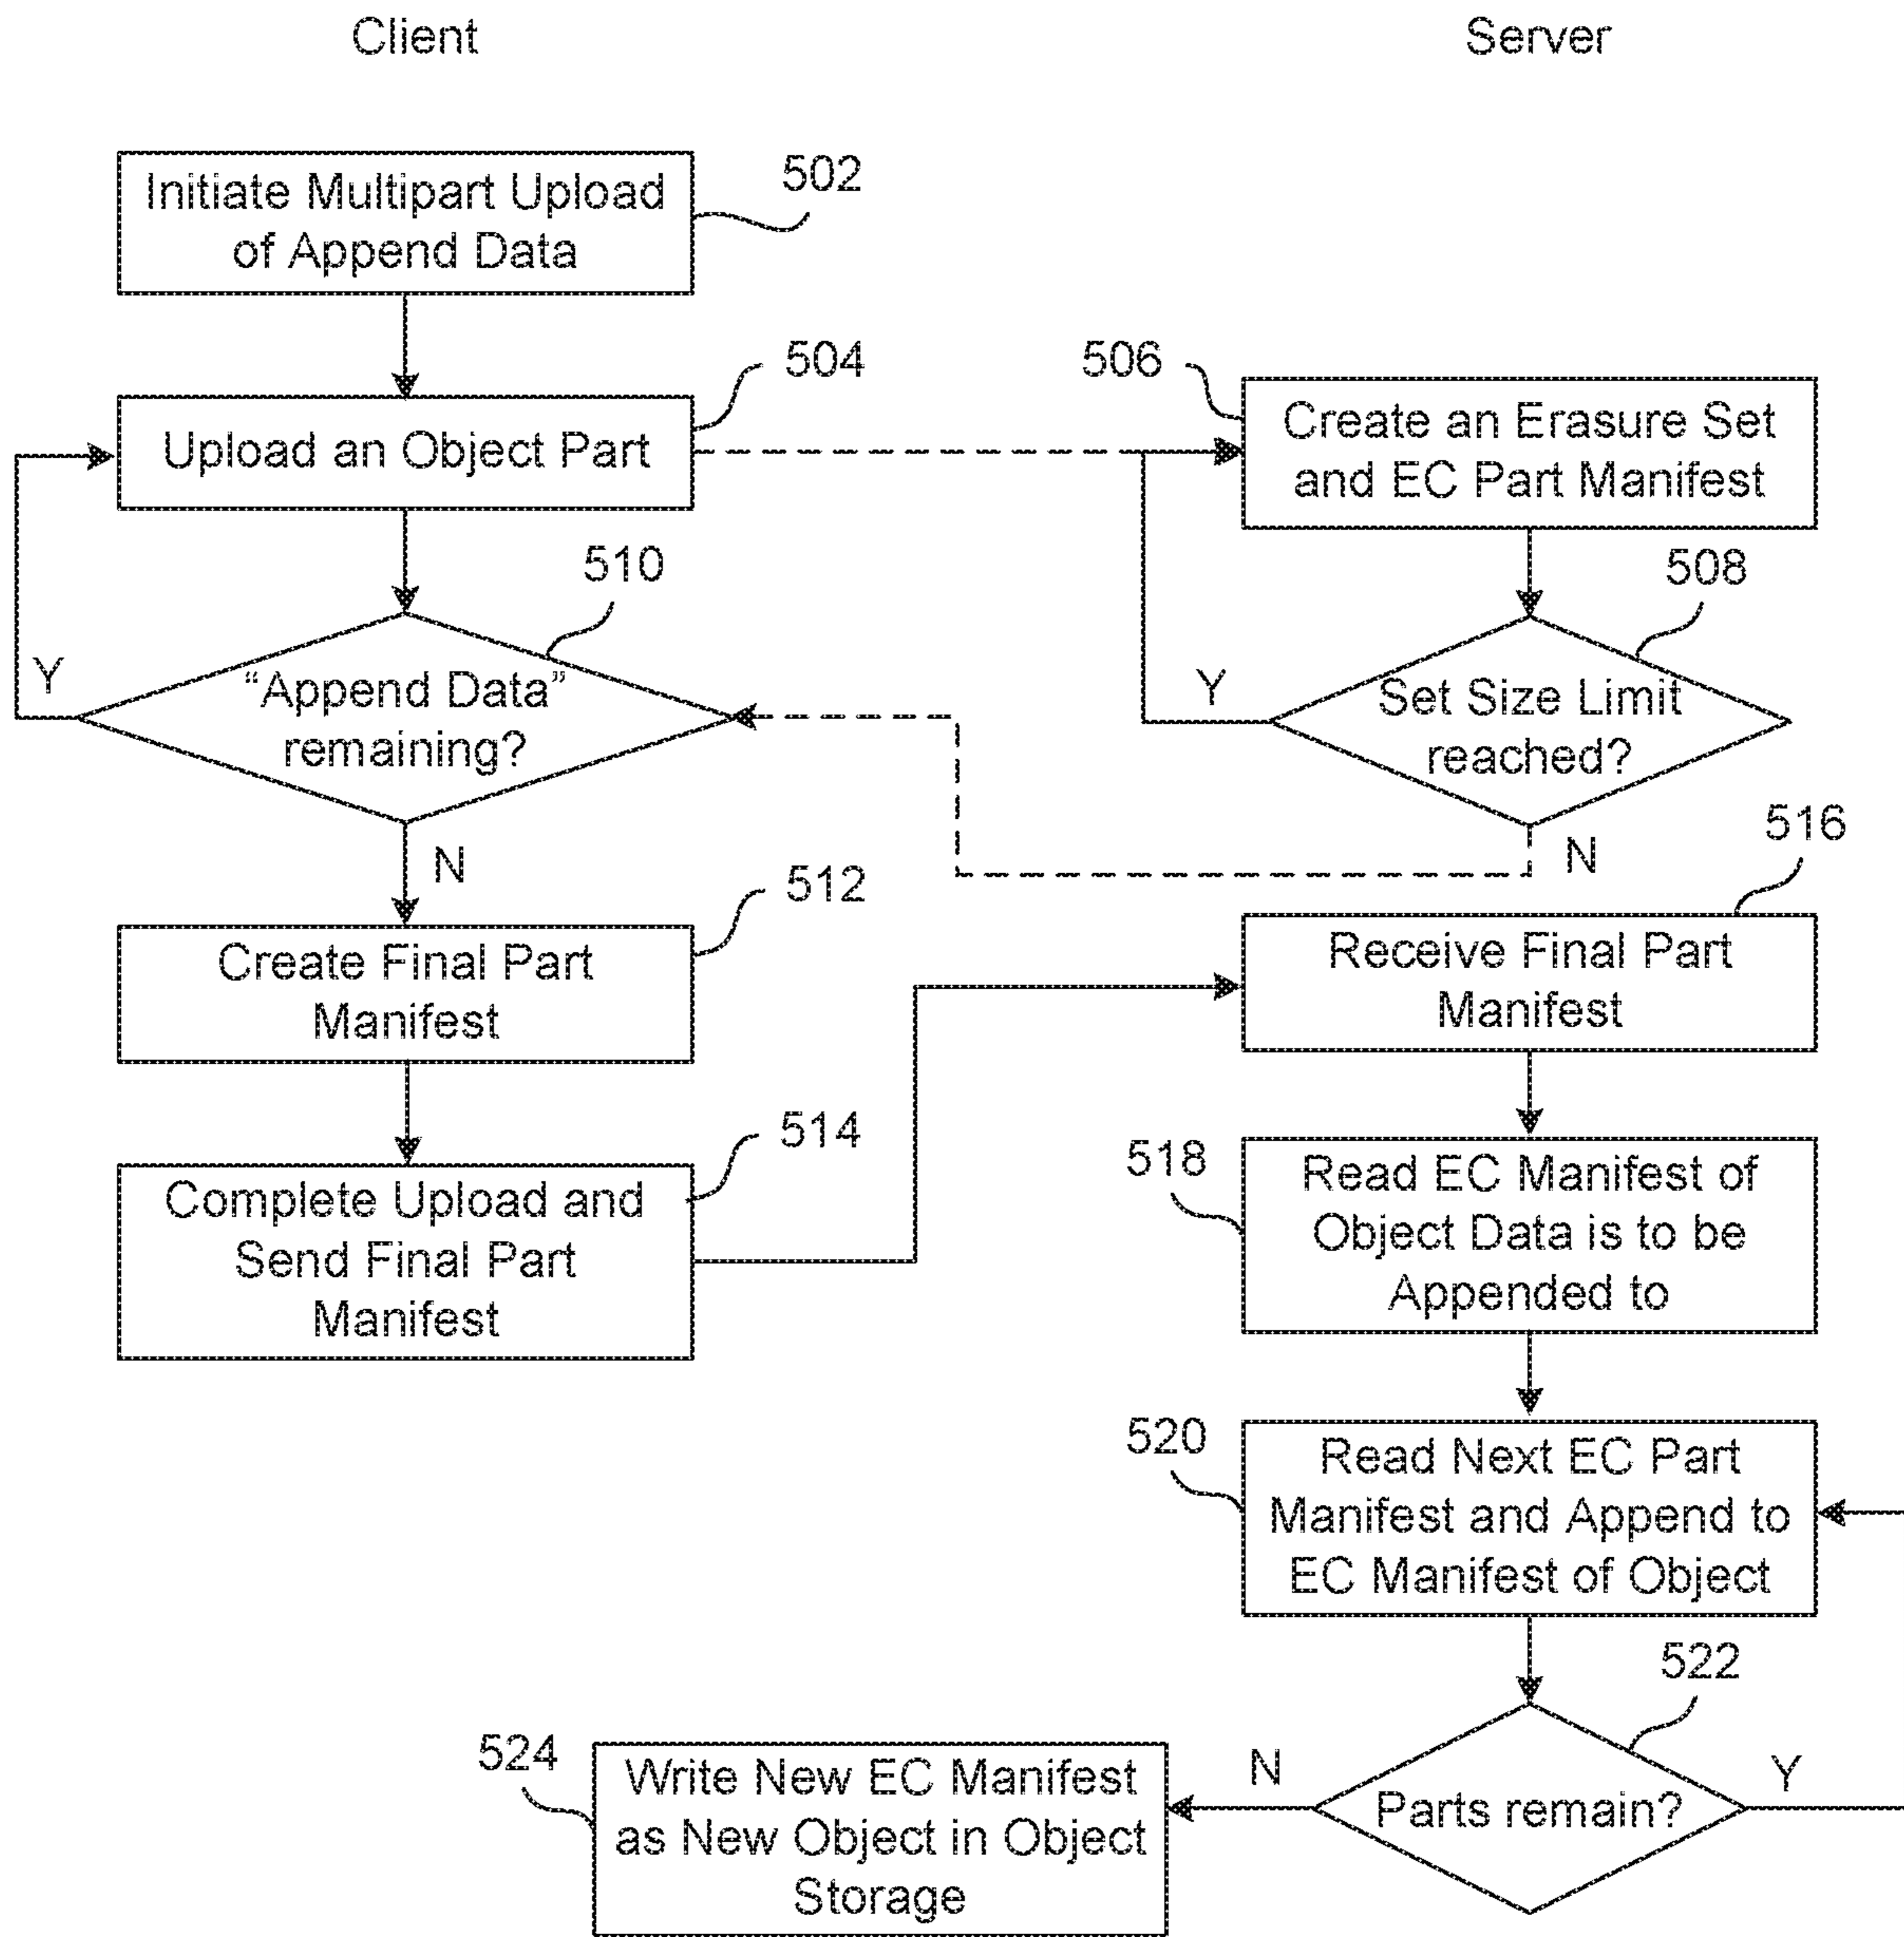 Client
Server
Initiate Multipart Upload
of Append Data
502
Upload an Object Part
504
506
Create an Erasure Set
and EC Part Manifest
510
508
Y
“Append Data”
remaining?
Y
Set Size Limit
reached?
N
N
512
516
Create Final Part
Manifest
Receive Final Part
Manifest
514
518
Complete Upload and
Send Final Part
Manifest
Read EC Manifest of
Object Data is to be
Appended to
520
Read Next EC Part
Manifest and Append to
EC Manifest of Object
522
524
Write New EC Manifest
as New Object in Object
Storage
N
Parts remain?
Y